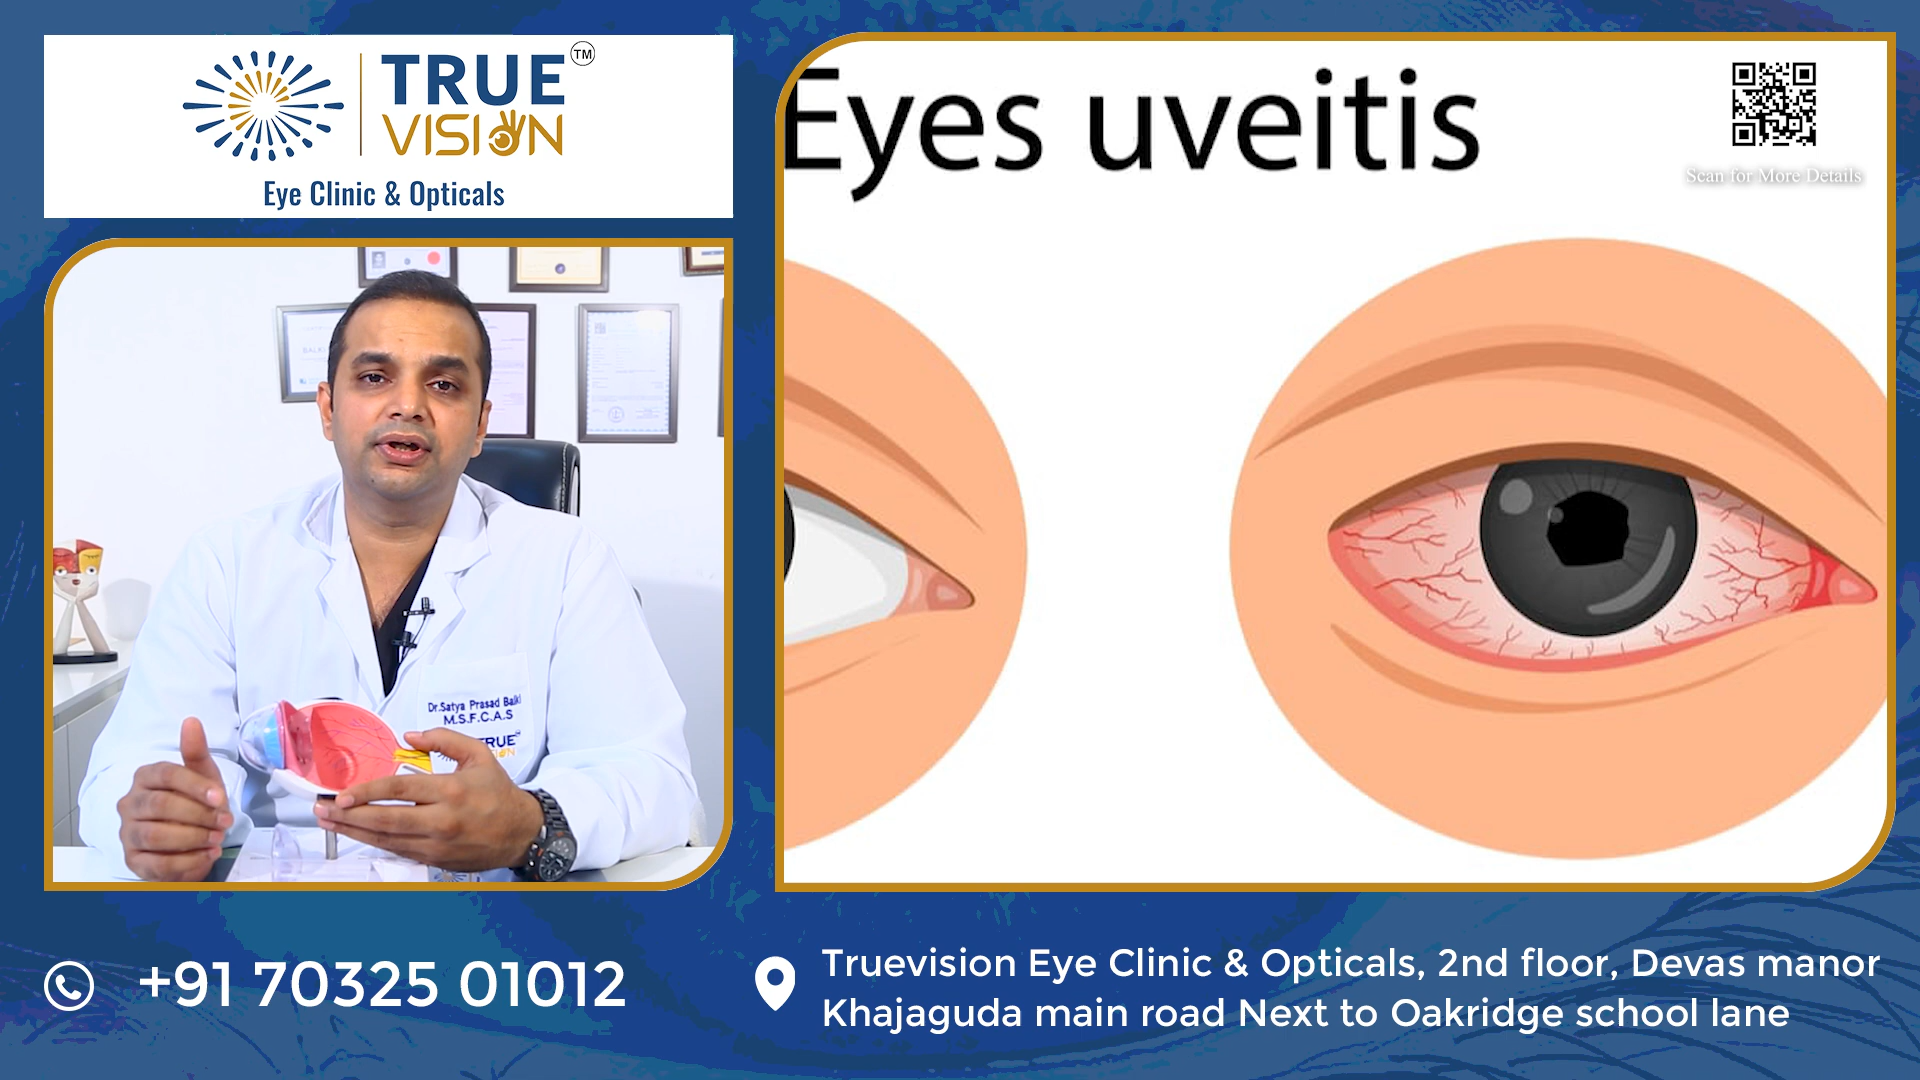 TRUE
TM
VISION
Eye Clinic & Opticals
Eyes uveitis
Scan for More Details
Dr.Satya Prasad Balki
M.S.F.C.A.S
TRUE
+91 70325 01012
Truevision Eye Clinic & Opticals, 2nd floor, Devas manor
Khajaguda main road Next to Oakridge school lane